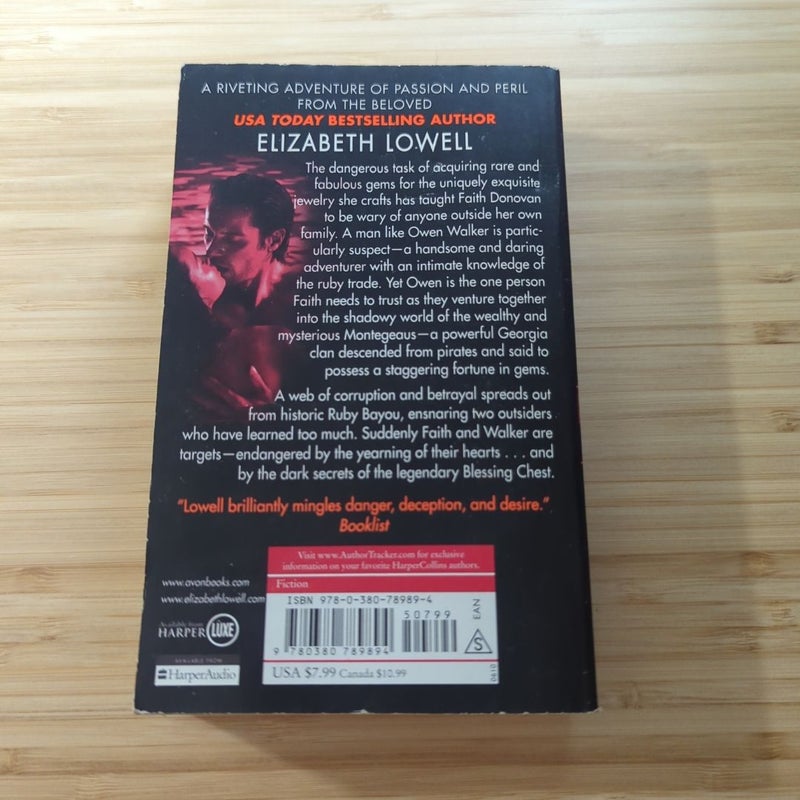 A RIVETING ADVENTURE OF PASSION AND PERIL
FROM THE BELOVED
USA TODAY BESTSELLING AUTHOR
ELIZABETH LOWELL
The dangerous task of acquiring rare and
fabulous gems for the uniquely exquisite
jewelry she crafts has taught Faith Donovan
to be wary of anyone outside her own
family. A man like Owen Walker is partic-
ularly suspect—a handsome and daring
adventurer with an intimate knowledge of
the ruby trade. Yet Owen is the one person
Faith needs to trust as they venture together
into the shadowy world of the wealthy and
mysterious Montegeaus—a powerful Georgia
clan descended from pirates and said to
possess a staggering fortune in gems.
A web of corruption and betrayal spreads out
from historic Ruby Bayou, ensnaring two outsiders
who have learned too much. Suddenly Faith and Walker are
targets—endangered by the yearning of their hearts . . . and
by the dark secrets of the legendary Blessing Chest.
"Lowell brilliantly mingles danger, deception, and desire."
Booklist
Visit www.AuthorTracker.com for exclusive
information on your favorite HarperCollins authors.
Fiction
www.avonbooks.com
www.elizabethlowell.com
Available from
HARPER LUXE
AVAILABLE FROM
HarperAudio
ISBN 978-0-380-78989-4
50799
EAN
9 780380 789894
S
USA $7.99 Canada $10.99
0610